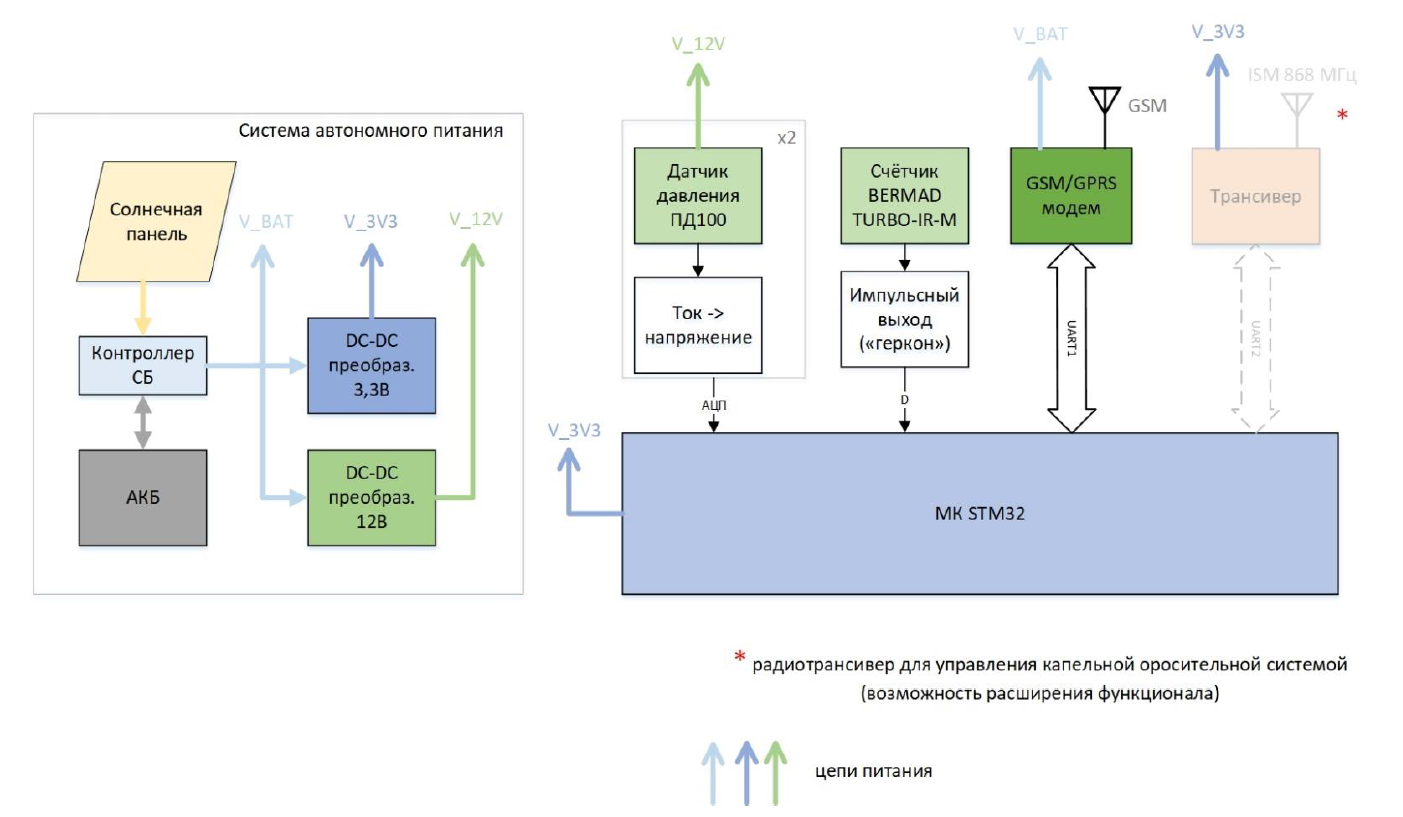 Система автономного питания
Солнечная
панель
V_BAT
V_3V3
V_12V
Контроллер
СБ
DC-DC
преобраз.
3,3В
АКБ
DC-DC
преобраз.
12В
V_12V
x2
Датчик
давления
ПД100
Ток ->
напряжение
АЦП
Счётчик
BERMAD
TURBO-IR-M
Импульсный
выход
(«геркон»)
D
V_BAT
GSM
GSM/GPRS
модем
UART1
V_3V3
ISM 868 МГц
*
Трансивер
UART2
V_3V3
МК STM32
* радиотрансивер для управления капельной оросительной системой
(возможность расширения функционала)
цепи питания